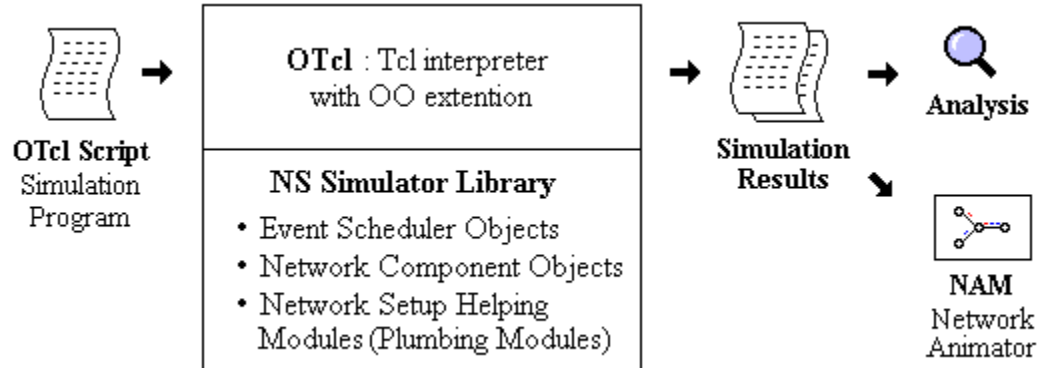 OTcl Script
Simulation
Program
OTcl : Tcl interpreter
with OO extention
NS Simulator Library
• Event Scheduler Objects
• Network Component Objects
• Network Setup Helping
Modules (Plumbing Modules)
Simulation
Results
Analysis
NAM
Network
Animator